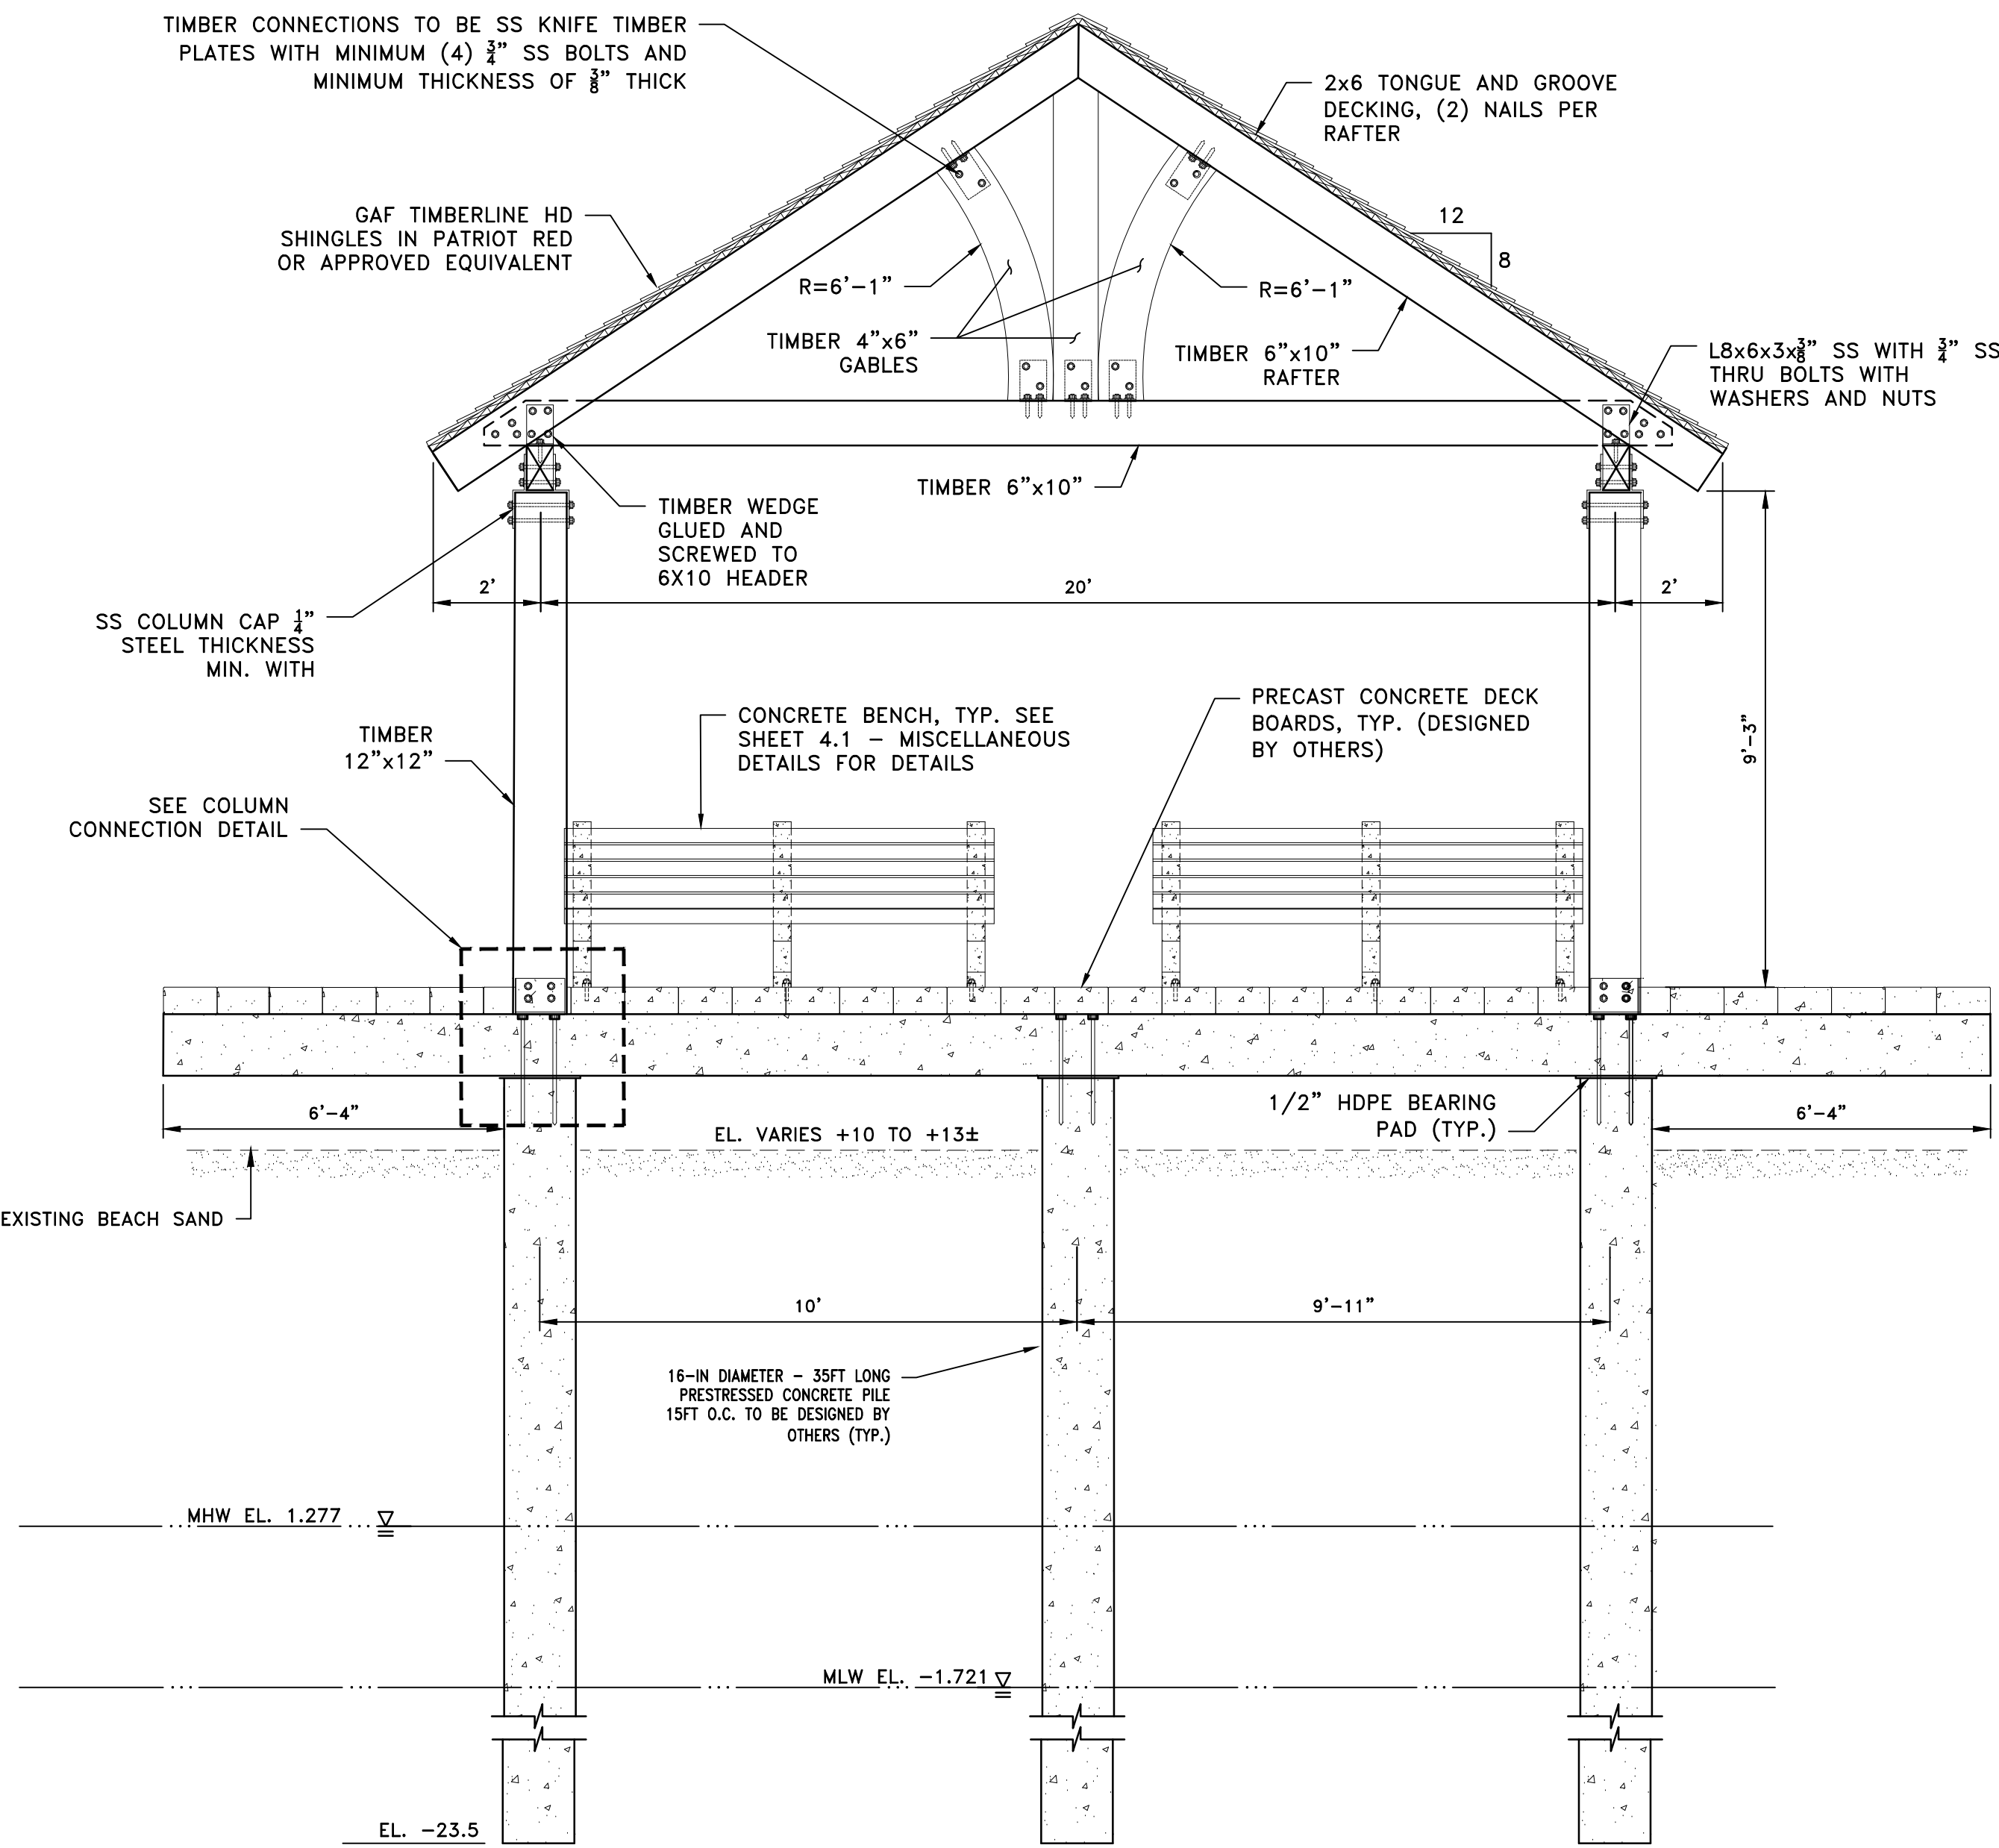 TIMBER CONNECTIONS TO BE SS KNIFE TIMBER
PLATES WITH MINIMUM (4) 3/4" SS BOLTS AND
MINIMUM THICKNESS OF 3/8" THICK
2x6 TONGUE AND GROOVE
DECKING, (2) NAILS PER
RAFTER
GAF TIMBERLINE HD
SHINGLES IN PATRIOT RED
OR APPROVED EQUIVALENT
12
8
R=6'-1"
R=6'-1"
TIMBER 4"x6"
GABLES
TIMBER 6"x10"
RAFTER
L8x6x3x3/8" SS WITH 3/4" SS
THRU BOLTS WITH
WASHERS AND NUTS
TIMBER 6"x10"
TIMBER WEDGE
GLUED AND
SCREWED TO
6X10 HEADER
2'
20'
2'
SS COLUMN CAP 1/4"
STEEL THICKNESS
MIN. WITH
9'-3"
TIMBER
12"x12"
CONCRETE BENCH, TYP. SEE
SHEET 4.1 – MISCELLANEOUS
DETAILS FOR DETAILS
PRECAST CONCRETE DECK
BOARDS, TYP. (DESIGNED
BY OTHERS)
SEE COLUMN
CONNECTION DETAIL
6'-4"
1/2" HDPE BEARING
PAD (TYP.)
6'-4"
EL. VARIES +10 TO +13±
EXISTING BEACH SAND
10'
9'-11"
16-IN DIAMETER – 35FT LONG
PRESTRESSED CONCRETE PILE
15FT O.C. TO BE DESIGNED BY
OTHERS (TYP.)
MHW EL. 1.277
MLW EL. -1.721
EL. -23.5